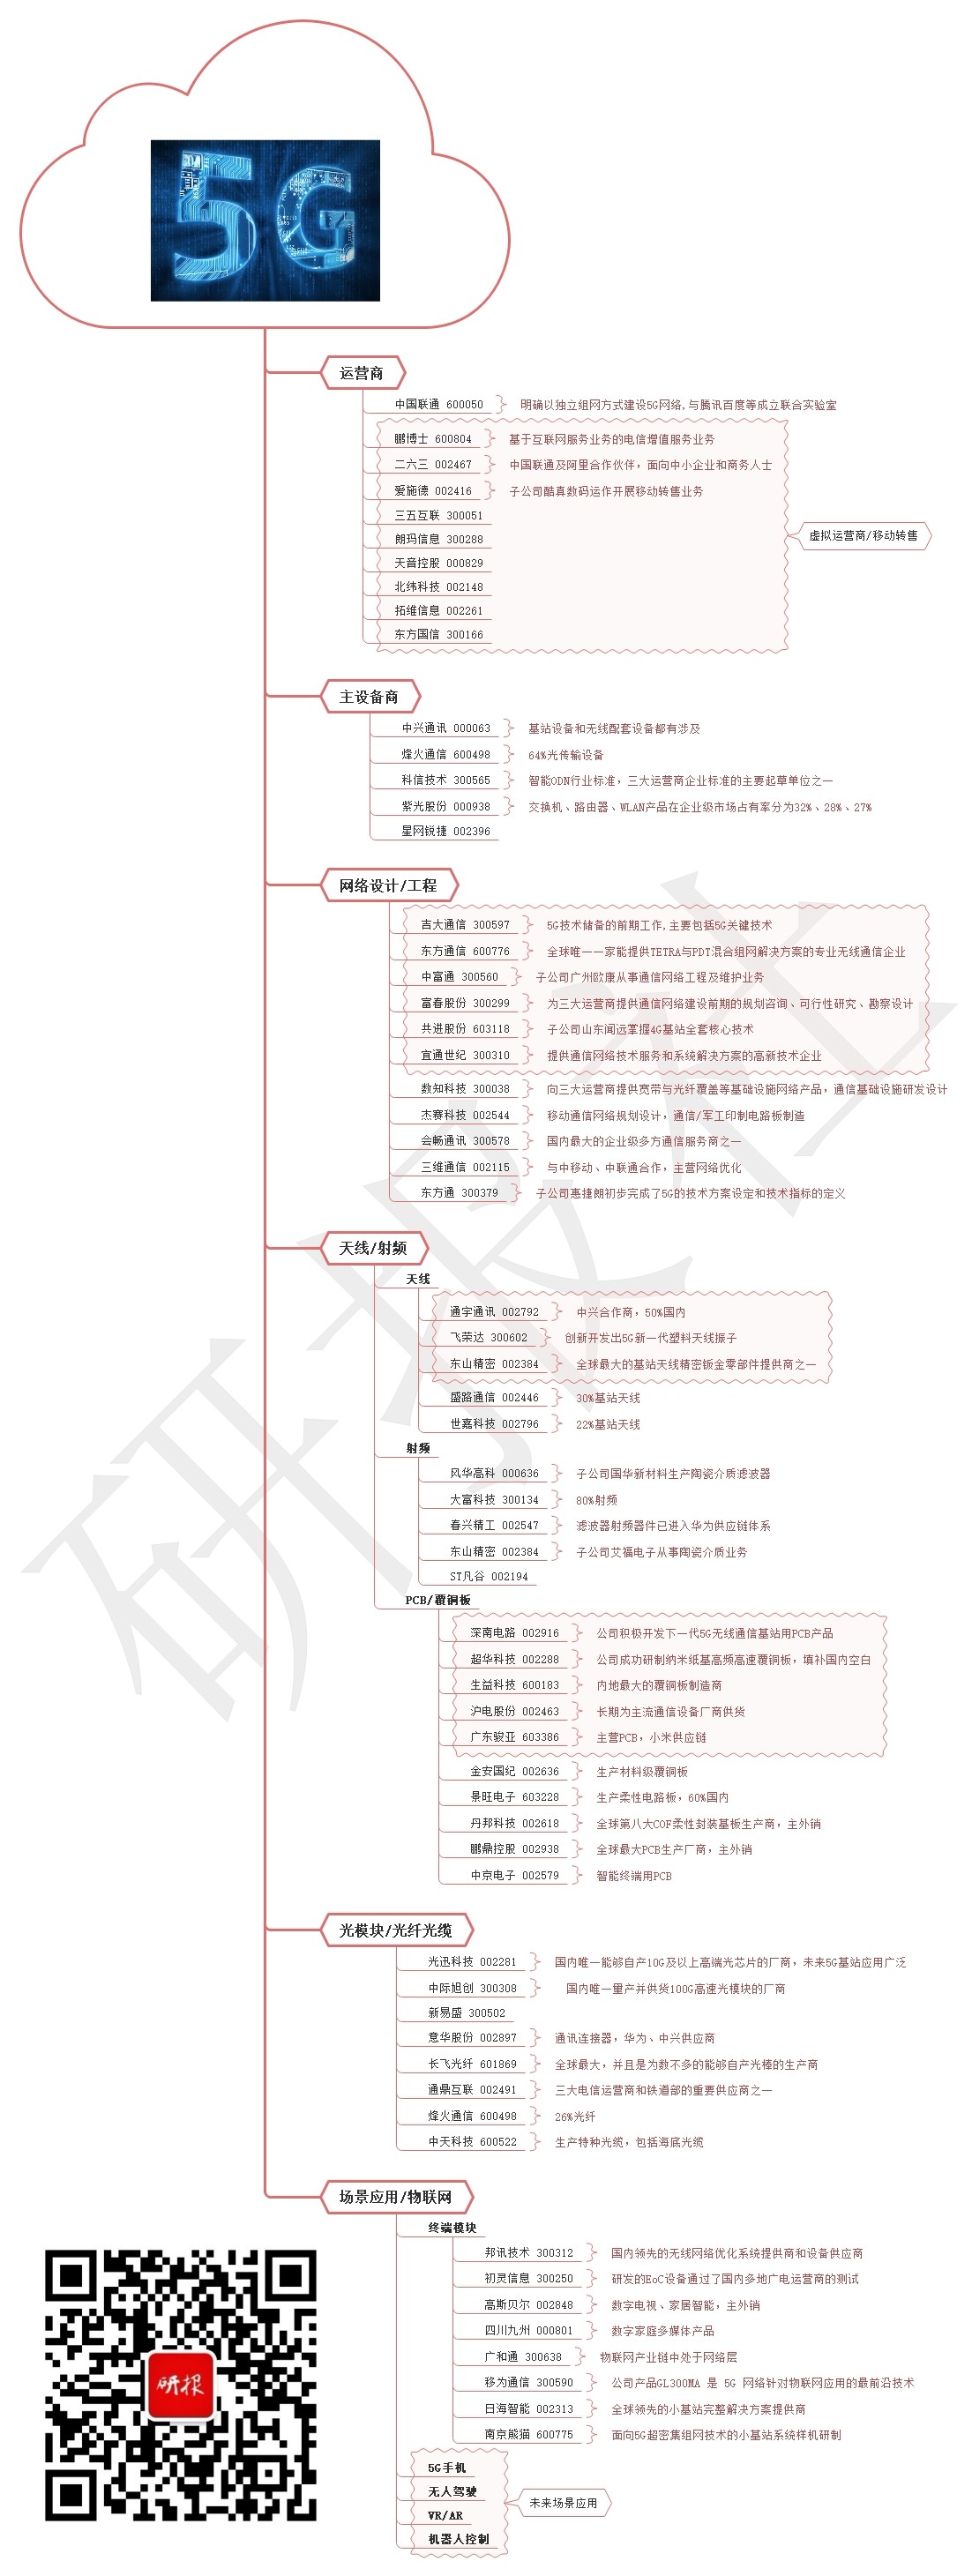 5G
运营商
中国联通 600050 明确以独立组网方式建设5G网络,与腾讯百度等成立联合实验室
鹏博士 600804 基于互联网服务业务的电信增值服务业务
二六三 002467 中国联通及阿里合作伙伴，面向中小企业和商务人士
爱施德 002416 子公司酷真数码运作开展移动转售业务
三五互联 300051
虚拟运营商/移动转售
朗玛信息 300288
天音控股 000829
北纬科技 002148
拓维信息 002261
东方国信 300166
主设备商
中兴通讯 000063 基站设备和无线配套设备都有涉及
烽火通信 600498 64%光传输设备
科信技术 300565 智能ODN行业标准，三大运营商企业标准的主要起草单位之一
紫光股份 000938 交换机、路由器、WLAN产品在企业级市场占有率分为32%、28%、27%
星网锐捷 002396
网络设计/工程
吉大通信 300597 5G技术储备的前期工作,主要包括5G关键技术
东方通信 600776 全球唯一一家能提供TETRA与PDT混合组网解决方案的专业无线通信企业
中富通 300560 子公司广州欧康从事通信网络工程及维护业务
富春股份 300299 为三大运营商提供通信网络建设前期的规划咨询、可行性研究、勘察设计
共进股份 603118 子公司山东闻远掌握4G基站全套核心技术
宜通世纪 300310 提供通信网络技术服务和系统解决方案的高新技术企业
数知科技 300038 向三大运营商提供宽带与光纤覆盖等基础设施网络产品，通信基础设施研发设计
杰赛科技 002544 移动通信网络规划设计，通信/军工印制电路板制造
会畅通讯 300578 国内最大的企业级多方通信服务商之一
三维通信 002115 与中移动、中联通合作，主营网络优化
东方通 300379 子公司惠捷朗初步完成了5G的技术方案设定和技术指标的定义
天线/射频
天线
通宇通讯 002792 中兴合作商，50%国内
飞荣达 300602 创新开发出5G新一代塑料天线振子
东山精密 002384 全球最大的基站天线精密钣金零部件提供商之一
盛路通信 002446 30%基站天线
世嘉科技 002796 22%基站天线
射频
风华高科 000636 子公司国华新材料生产陶瓷介质滤波器
大富科技 300134 80%射频
春兴精工 002547 滤波器射频器件已进入华为供应链体系
东山精密 002384 子公司艾福电子从事陶瓷介质业务
ST凡谷 002194
PCB/覆铜板
深南电路 002916 公司积极开发下一代5G无线通信基站用PCB产品
超华科技 002288 公司成功研制纳米纸基高频高速覆铜板，填补国内空白
生益科技 600183 内地最大的覆铜板制造商
沪电股份 002463 长期为主流通信设备厂商供货
广东骏亚 603386 主营PCB，小米供应链
金安国纪 002636 生产材料级覆铜板
景旺电子 603228 生产柔性电路板，60%国内
丹邦科技 002618 全球第八大COF柔性封装基板生产商，主外销
鹏鼎控股 002938 全球最大PCB生产厂商，主外销
中京电子 002579 智能终端用PCB
光模块/光纤光缆
光迅科技 002281 国内唯一能够自产10G及以上高端光芯片的厂商，未来5G基站应用广泛
中际旭创 300308 国内唯一量产并供货100G高速光模块的厂商
新易盛 300502
意华股份 002897 通讯连接器，华为、中兴供应商
长飞光纤 601869 全球最大，并且是为数不多的能够自产光棒的生产商
通鼎互联 002491 三大电信运营商和铁道部的重要供应商之一
烽火通信 600498 26%光纤
中天科技 600522 生产特种光缆，包括海底光缆
场景应用/物联网
终端模块
邦讯技术 300312 国内领先的无线网络优化系统提供商和设备供应商
初灵信息 300250 研发的EoC设备通过了国内多地广电运营商的测试
高斯贝尔 002848 数字电视、家居智能，主外销
四川九州 000801 数字家庭多媒体产品
广和通 300638 物联网产业链中处于网络层
移为通信 300590 公司产品GL300MA 是 5G 网络针对物联网应用的最前沿技术
日海智能 002313 全球领先的小基站完整解决方案提供商
南京熊猫 600775 面向5G超密集组网技术的小基站系统样机研制
5G手机
无人驾驶
未来场景应用
VR/AR
机器人控制
研报
研报社